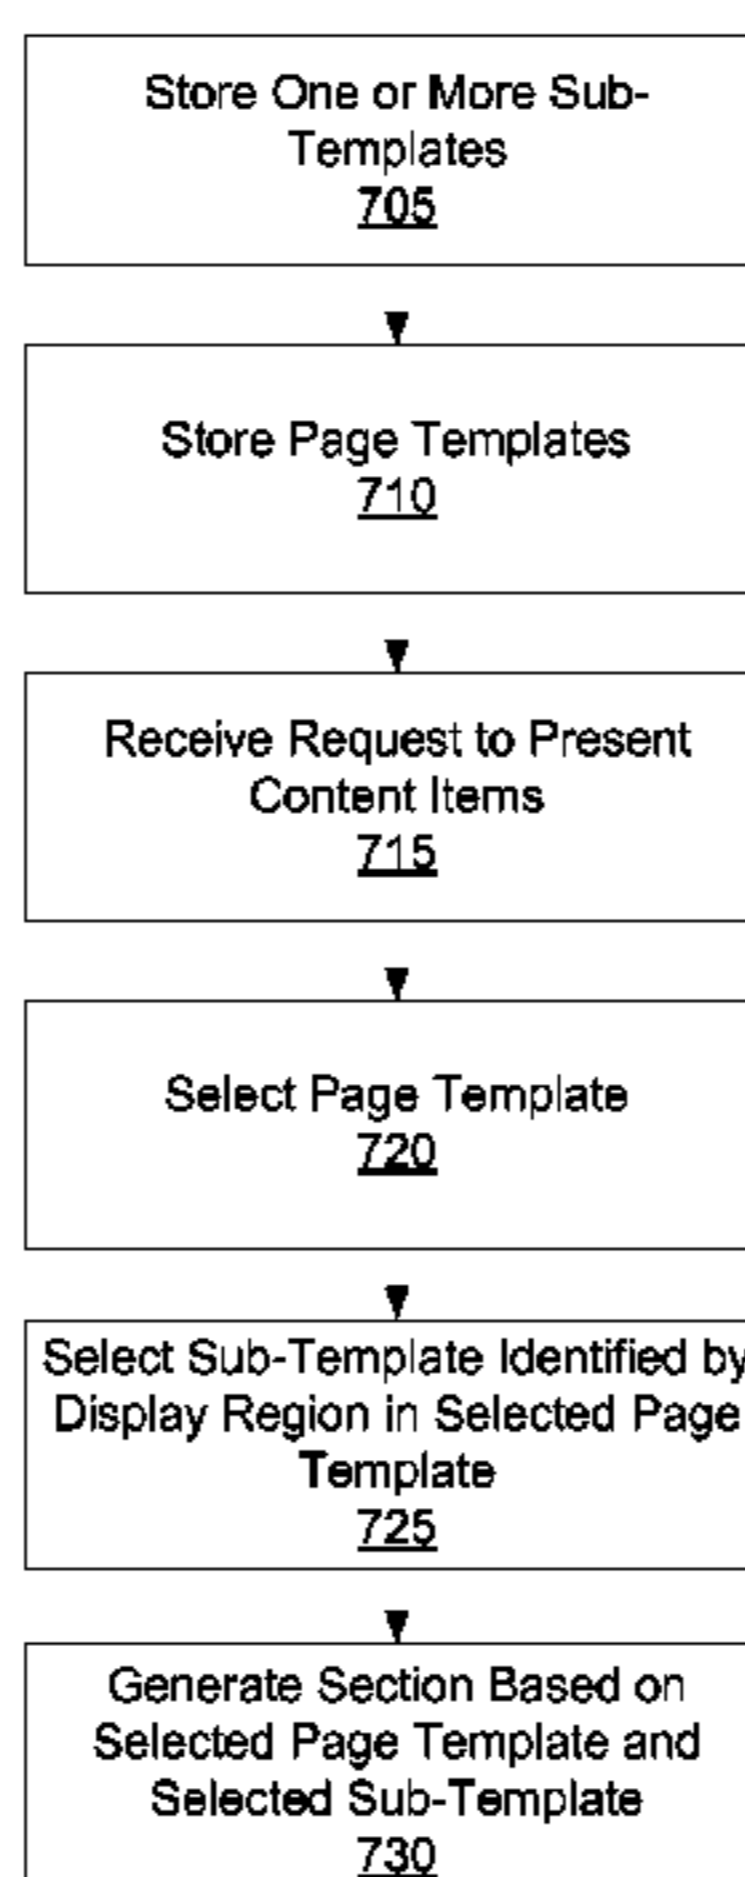 Store One or More Sub-
Templates
705
Store Page Templates
710
Receive Request to Present
Content Items
715
Select Page Template
720
Select Sub-Template Identified by
Display Region in Selected Page
Template
725
Generate Section Based on
Selected Page Template and
Selected Sub-Template
730